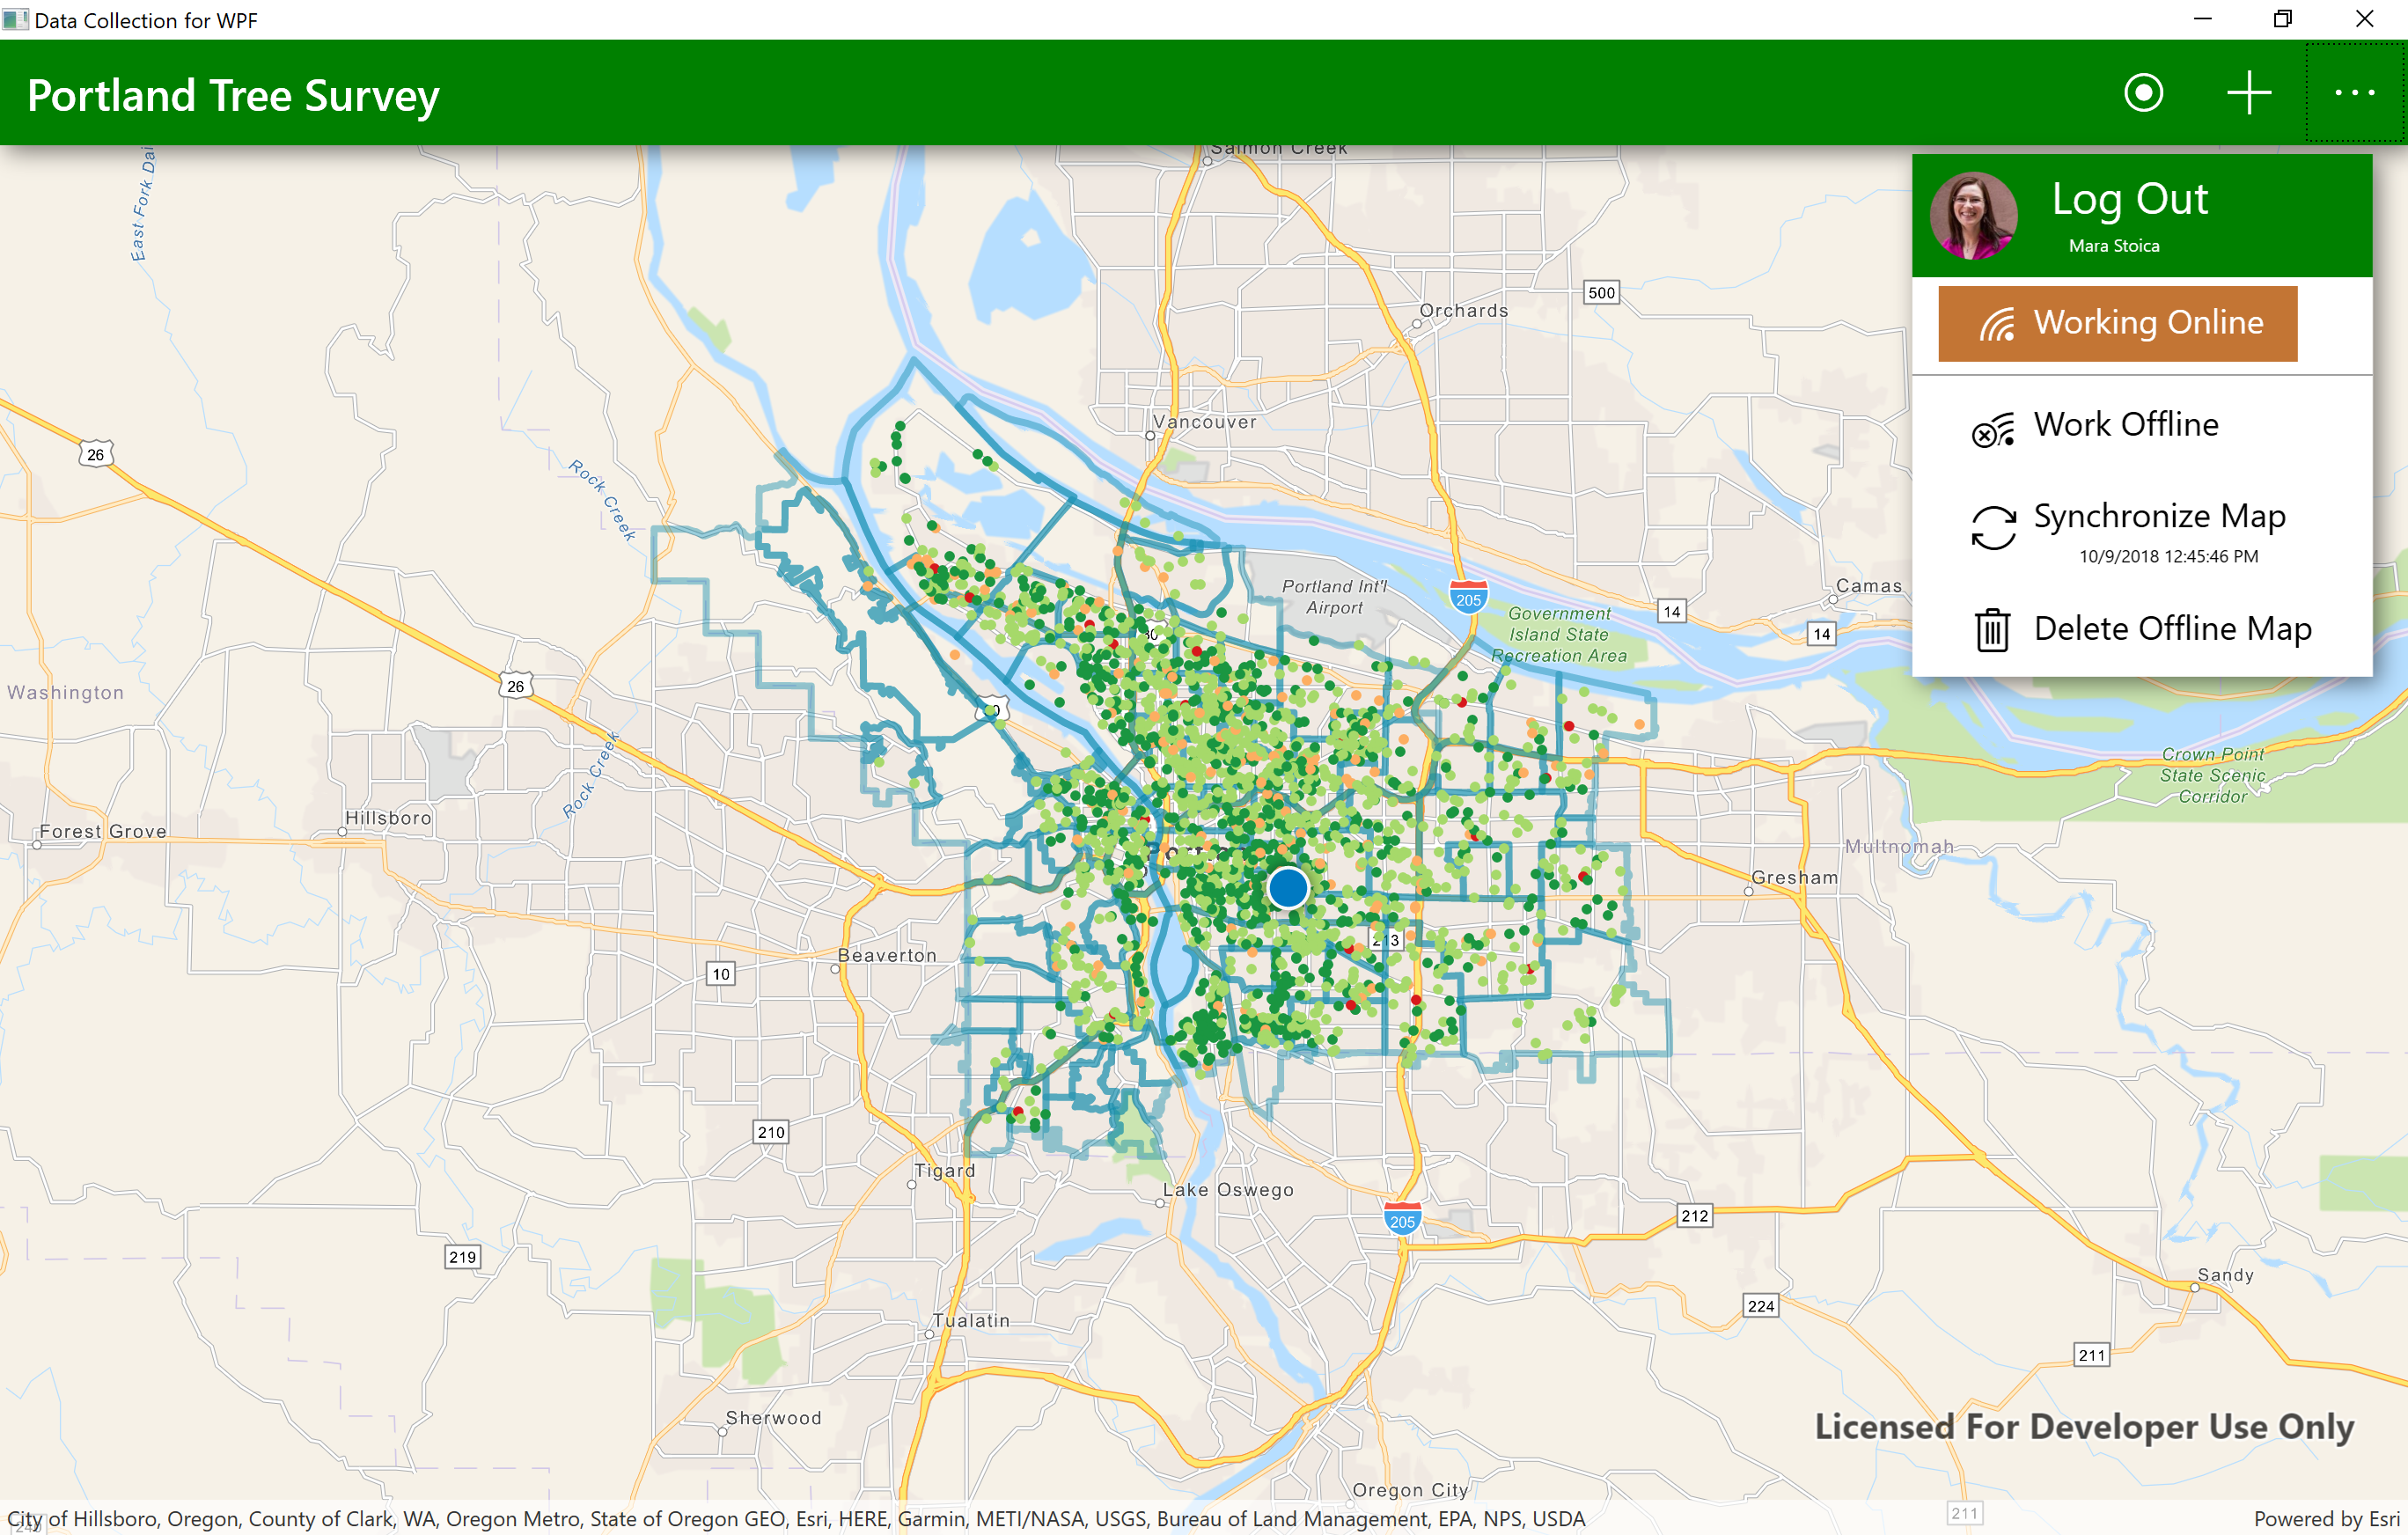 Data Collection for WPF
Portland Tree Survey
Log Out
Mara Stoica
Working Online
Work Offline
Synchronize Map
10/9/2018 12:45:46 PM
Delete Offline Map
Salmon Creek
500
Orchards
Vancouver
26
Rock Creek
Portland Int'l
Airport
205
Government
Island State
Recreation Area
14
Camas
14
Washington
26
Rock Creek
Crown Point
State Scenic
Corridor
Hillsboro
Forest Grove
Multnomah
Gresham
213
Beaverton
10
210
Tigard
Lake Oswego
205
212
219
Sandy
224
Tualatin
211
Sherwood
Licensed For Developer Use Only
Oregon City
211
240
City of Hillsboro, Oregon, County of Clark, WA, Oregon Metro, State of Oregon GEO, Esri, HERE, Garmin, METI/NASA, USGS, Bureau of Land Management, EPA, NPS, USDA
Powered by Esri